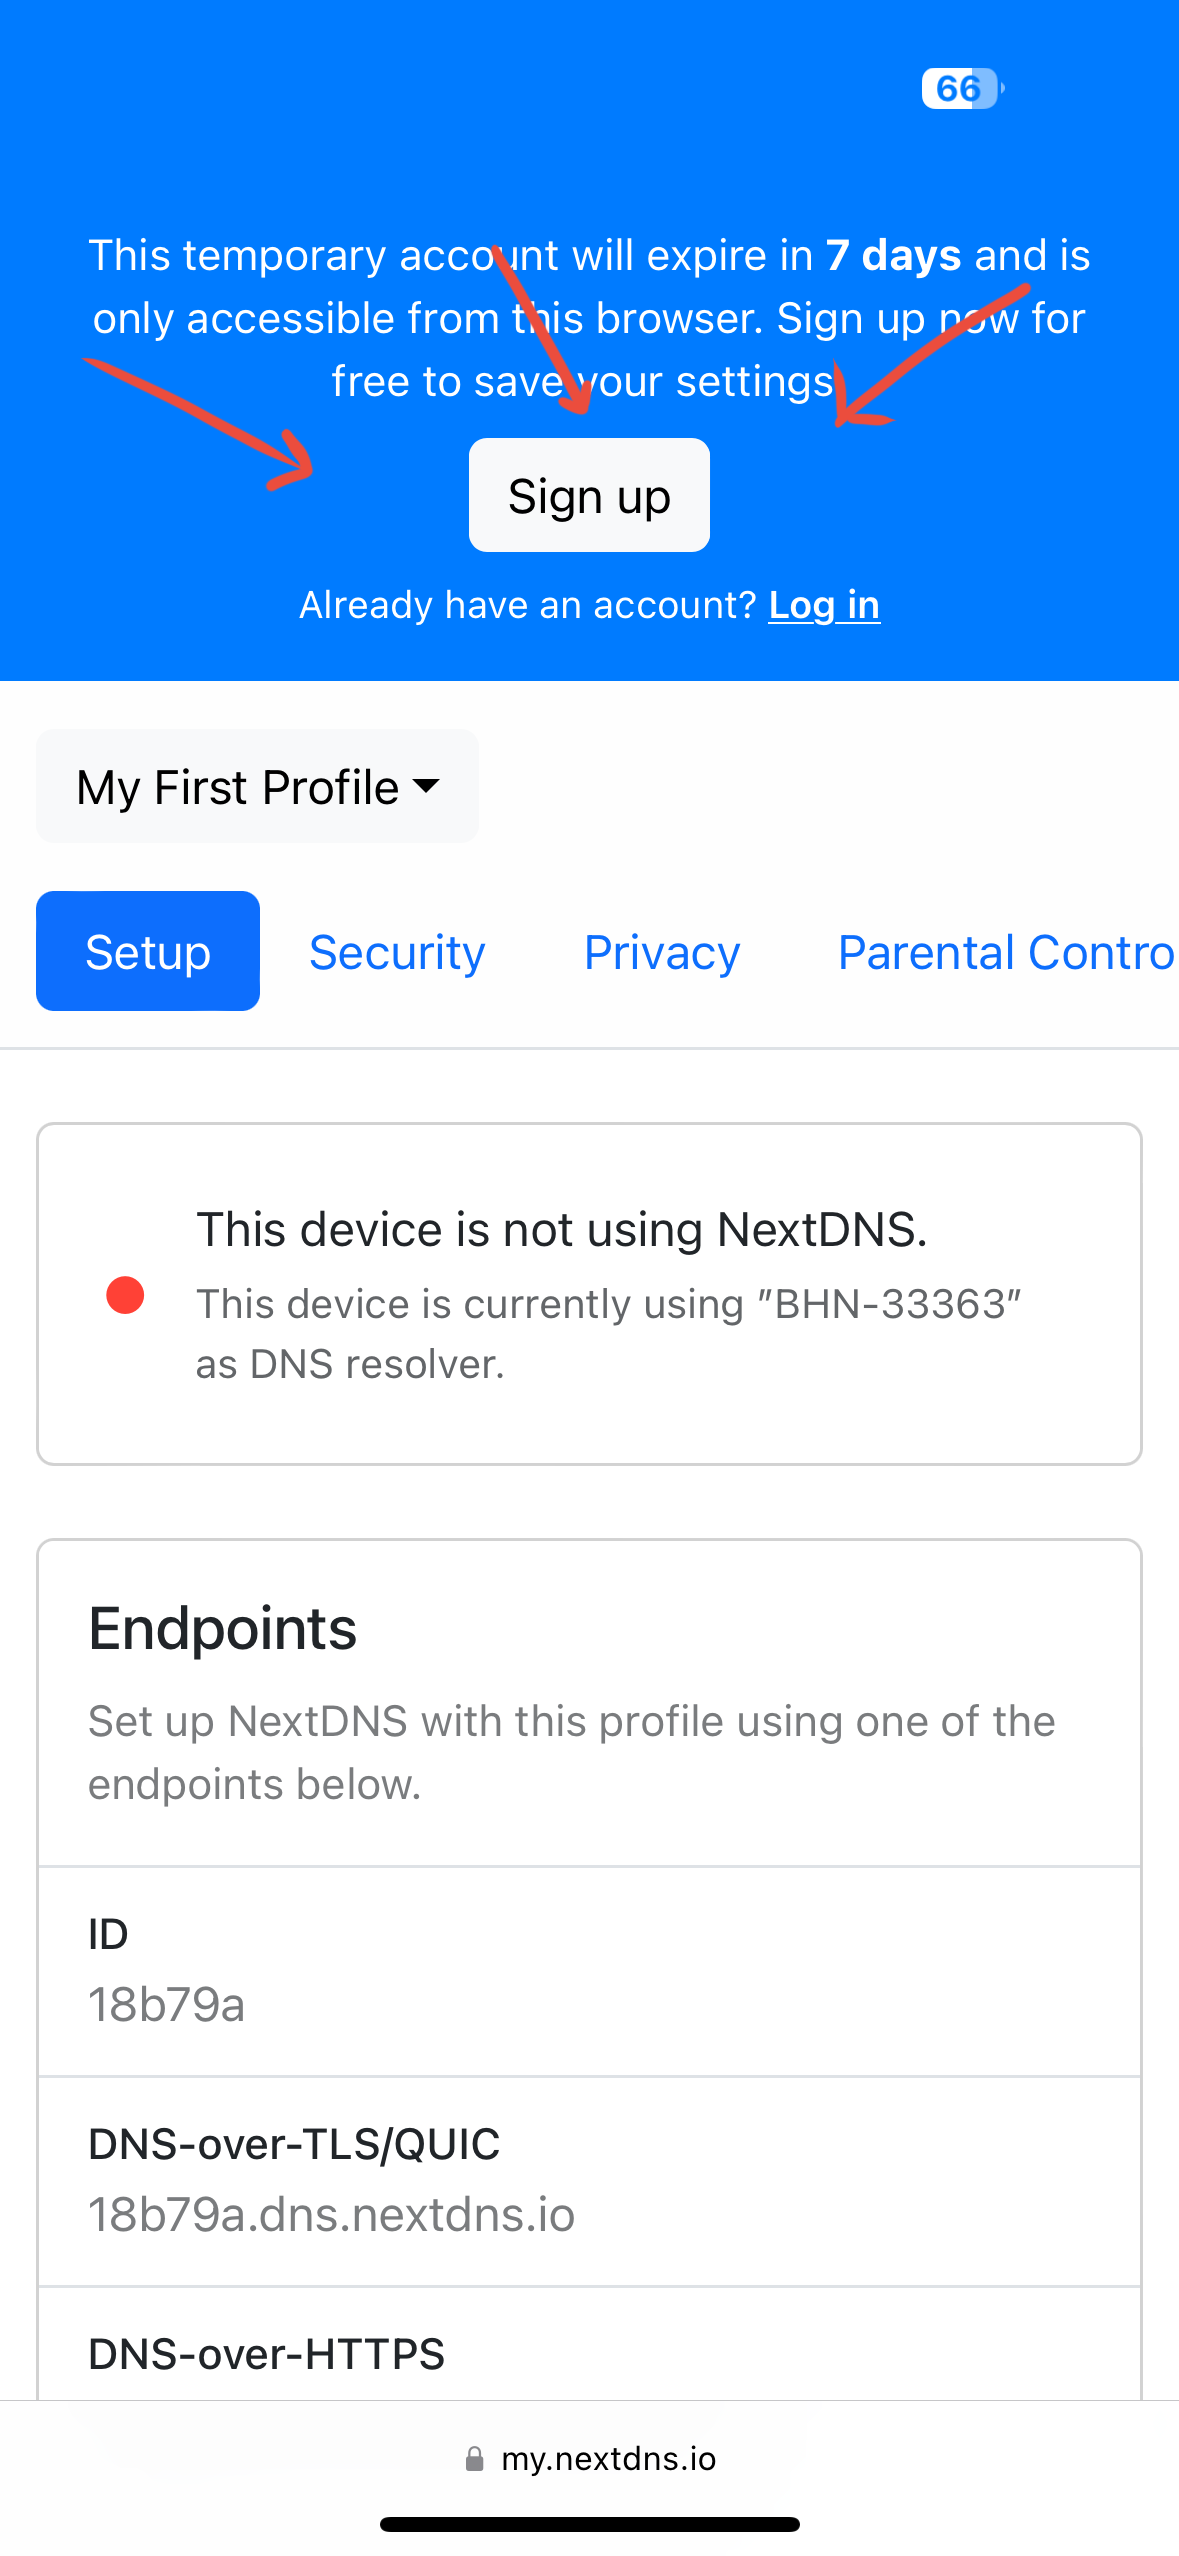 66
This temporary account will expire in 7 days and is
only accessible from this browser. Sign up now for
free to save your settings
Sign up
Already have an account? Log in
My First Profile
Setup Security Privacy Parental Contro
This device is not using NextDNS.
This device is currently using "BHN-33363"
as DNS resolver.
Endpoints
Set up NextDNS with this profile using one of the
endpoints below.
ID
18b79a
DNS-over-TLS/QUIC
18b79a.dns.nextdns.io
DNS-over-HTTPS
my.nextdns.io